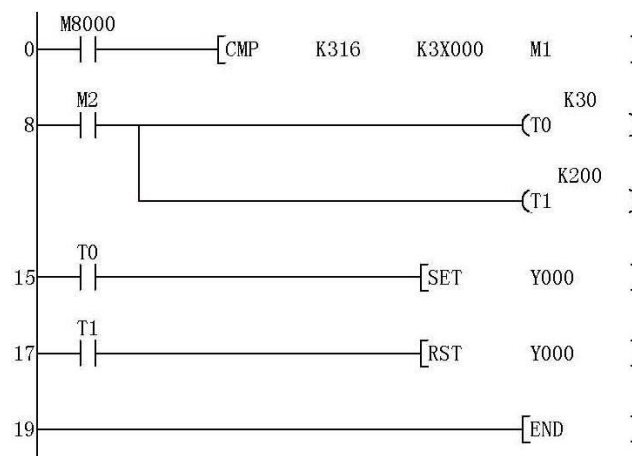 M8000
0 CMP K316 K3X000 M1
M2 K30
8 T0
K200
T1
T0
15 SET Y000
T1
17 RST Y000
19 END